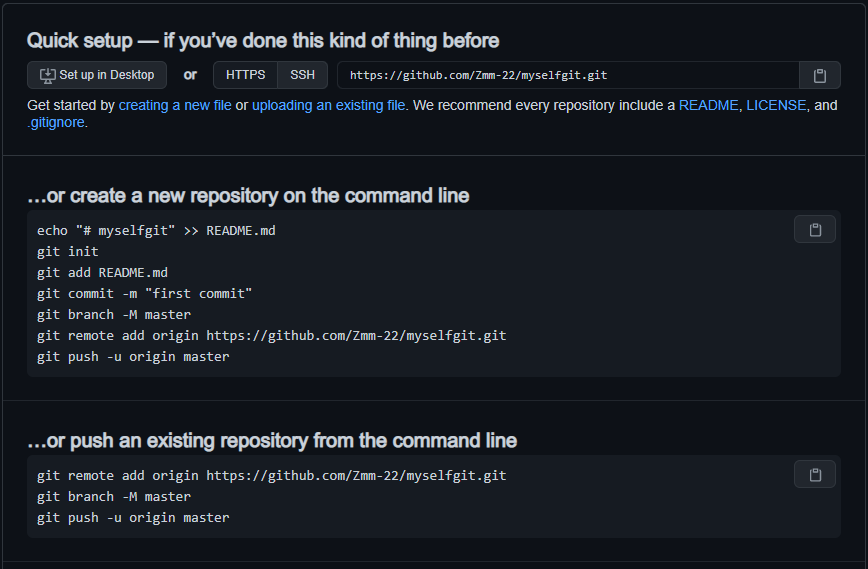 Quick setup — if you’ve done this kind of thing before
Set up in Desktop or HTTPS SSH https://github.com/Zmm-22/myselfgit.git
Get started by creating a new file or uploading an existing file. We recommend every repository include a README, LICENSE, and
.gitignore.
…or create a new repository on the command line
echo "# myselfgit" >> README.md
git init
git add README.md
git commit -m "first commit"
git branch -M master
git remote add origin https://github.com/Zmm-22/myselfgit.git
git push -u origin master
…or push an existing repository from the command line
git remote add origin https://github.com/Zmm-22/myselfgit.git
git branch -M master
git push -u origin master